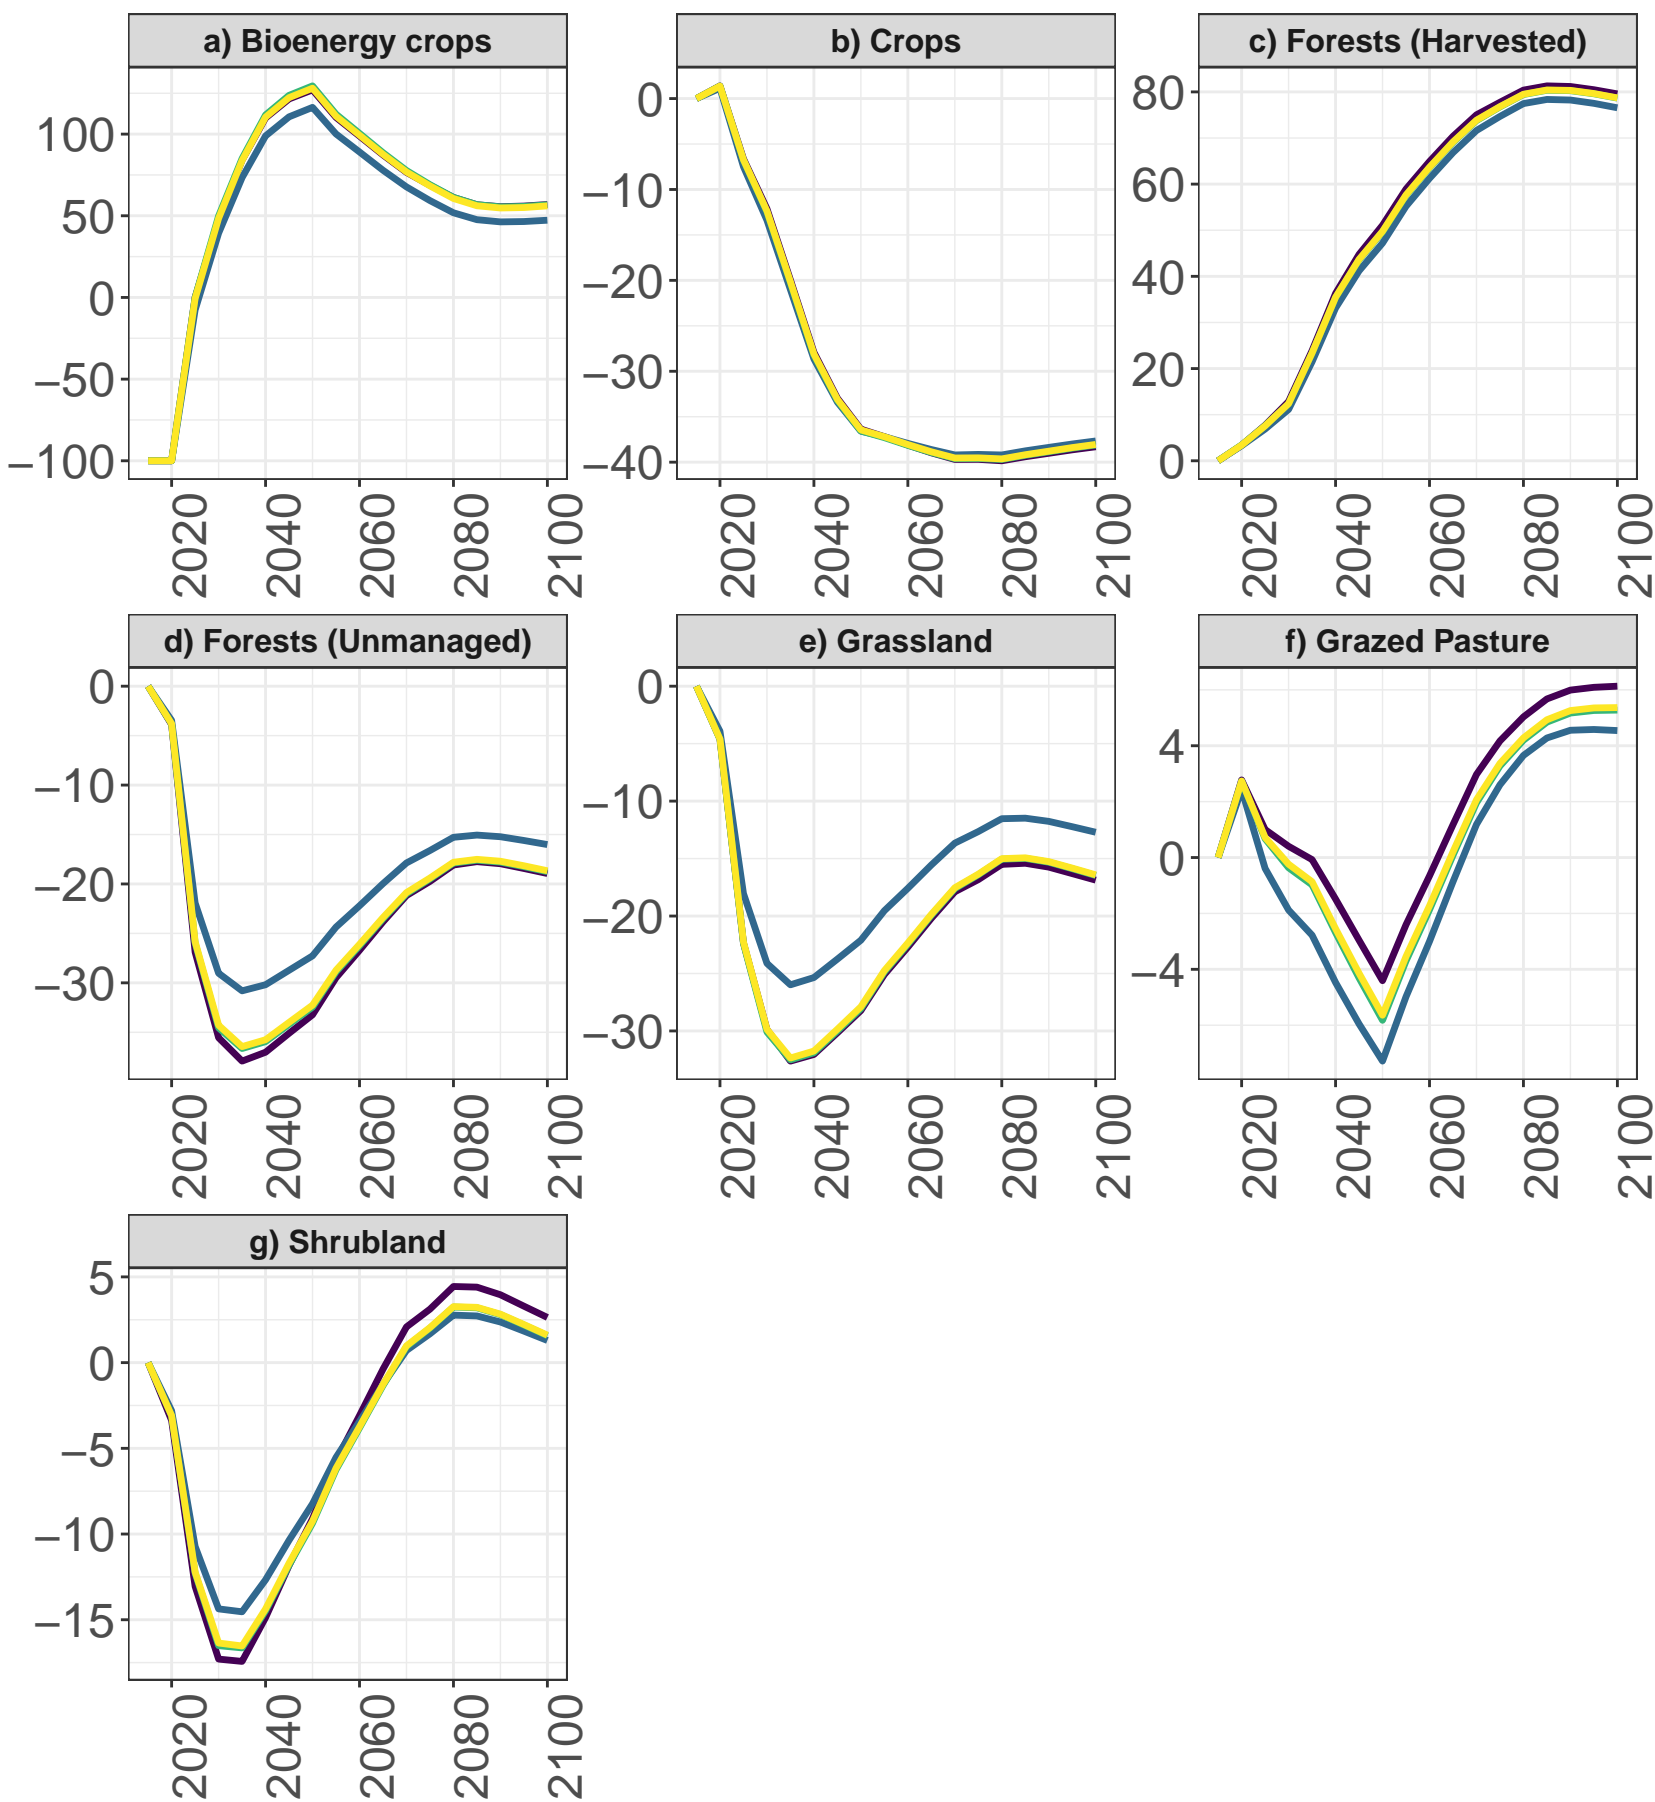 a) Bioenergy crops
b) Crops
c) Forests (Harvested)
100
50
0
−50
−100
0
−10
−20
−30
−40
80
60
40
20
0
2020 2040 2060 2080 2100
2020 2040 2060 2080 2100
2020 2040 2060 2080 2100
d) Forests (Unmanaged)
e) Grassland
f) Grazed Pasture
0
−10
−20
−30
0
−10
−20
−30
4
0
−4
2020 2040 2060 2080 2100
2020 2040 2060 2080 2100
2020 2040 2060 2080 2100
g) Shrubland
5
0
−5
−10
−15
2020 2040 2060 2080 2100